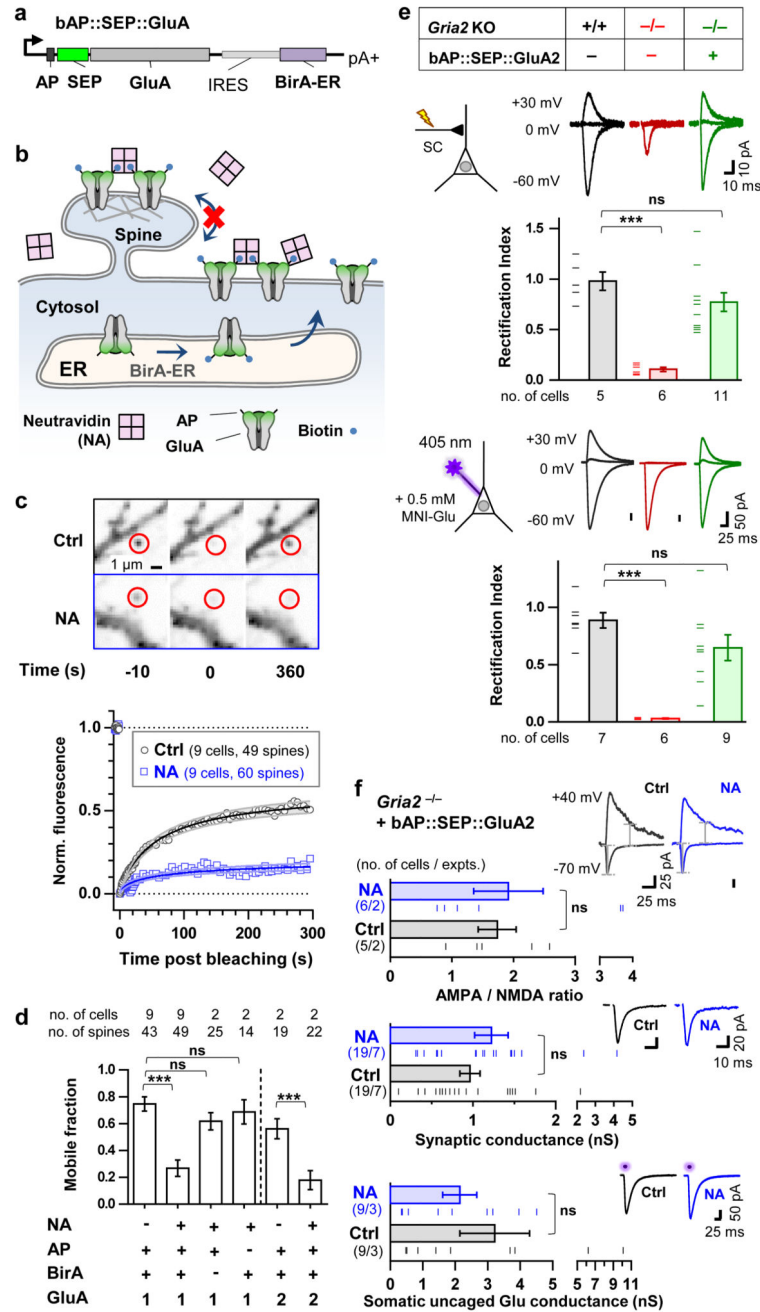 a
bAP::SEP::GluA
AP SEP GluA IRES BirA-ER pA+
b
Spine
Cytosol
ER
BirA-ER
Neutravidin
(NA)
AP
GluA
Biotin
c
Ctrl
1 µm
NA
Time (s) -10 0 360
Norm. fluorescence
1.0
0.5
0.0
Ctrl (9 cells, 49 spines)
NA (9 cells, 60 spines)
0 100 200 300
Time post bleaching (s)
d
no. of cells 9 9 2 2 2 2
no. of spines 43 49 25 14 19 22
ns
ns
***
***
Mobile fraction
1.0
0.8
0.6
0.4
0.2
0.0
NA - + + + - +
AP + + + - + +
BirA + + - + + +
GluA 1 1 1 1 2 2
e
Gria2 KO +/+ –/– –/–
bAP::SEP::GluA2 – – +
SC
+30 mV
0 mV
-60 mV
10 pA
10 ms
ns
***
Rectification Index
1.5
1.0
0.5
0.0
no. of cells 5 6 11
405 nm
+ 0.5 mM
MNI-Glu
+30 mV
0 mV
-60 mV
50 pA
25 ms
ns
***
Rectification Index
1.0
0.5
0.0
no. of cells 7 6 9
f
Gria2 –/–
+ bAP::SEP::GluA2
+40 mV
-70 mV
Ctrl NA
25 pA
25 ms
(no. of cells / expts.)
NA
(6/2)
Ctrl
(5/2)
ns
0 1 2 3 4
AMPA / NMDA ratio
Ctrl NA
20 pA
10 ms
NA
(19/7)
Ctrl
(19/7)
ns
0.0 0.5 1.0 1.5 2 2 3 4 5
Synaptic conductance (nS)
Ctrl NA
50 pA
25 ms
NA
(9/3)
Ctrl
(9/3)
ns
0 1 2 3 4 5 7 9 11
Somatic uncaged Glu conductance (nS)